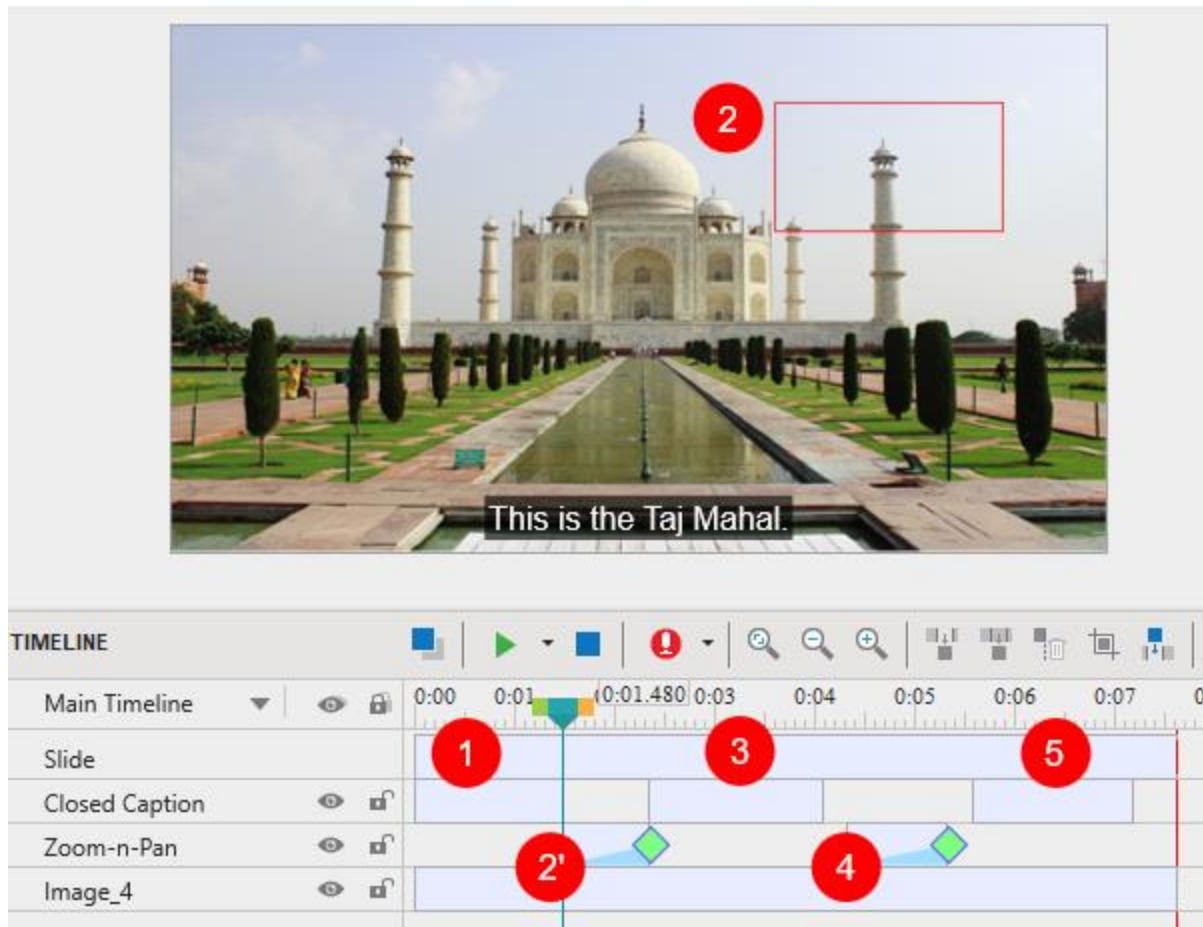 2
This is the Taj Mahal.
TIMELINE
Main Timeline 0:00 0:01 0:01.480 0:03 0:04 0:05 0:06 0:07 0
Slide 1 3 5
Closed Caption
Zoom-n-Pan 2' 4
Image_4